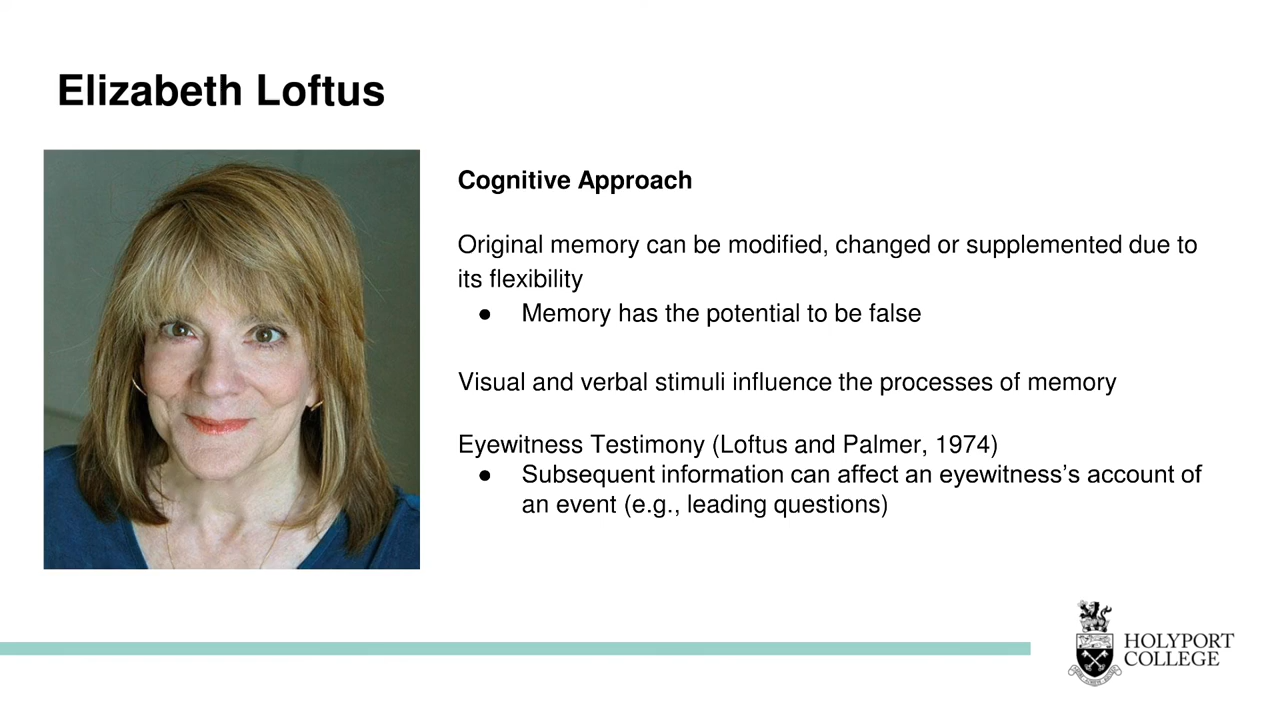 Elizabeth Loftus
Cognitive Approach
Original memory can be modified, changed or supplemented due to
its flexibility
● Memory has the potential to be false
Visual and verbal stimuli influence the processes of memory
Eyewitness Testimony (Loftus and Palmer, 1974)
● Subsequent information can affect an eyewitness’s account of
an event (e.g., leading questions)
HOLYPORT
COLLEGE